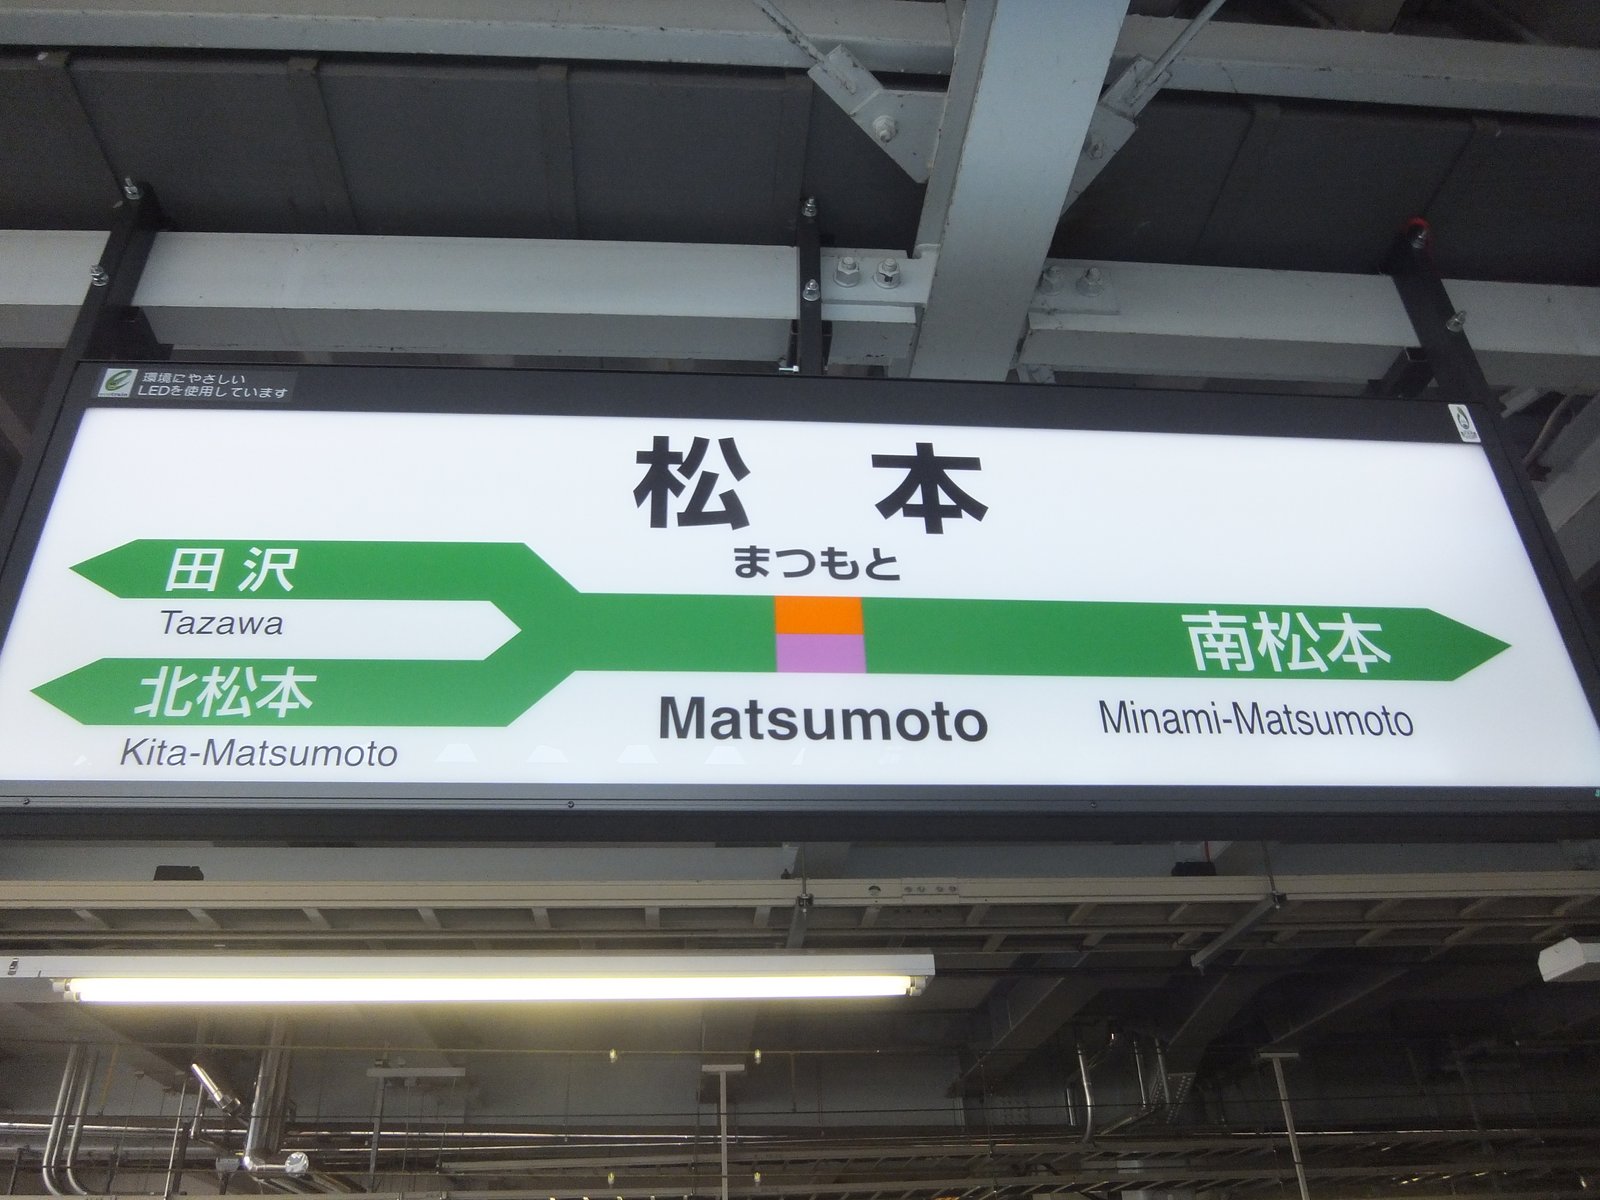 環境にやさしい
LEDを使用しています
松本
まつもと
田沢
Tazawa
北松本
Kita-Matsumoto
Matsumoto
南松本
Minami-Matsumoto